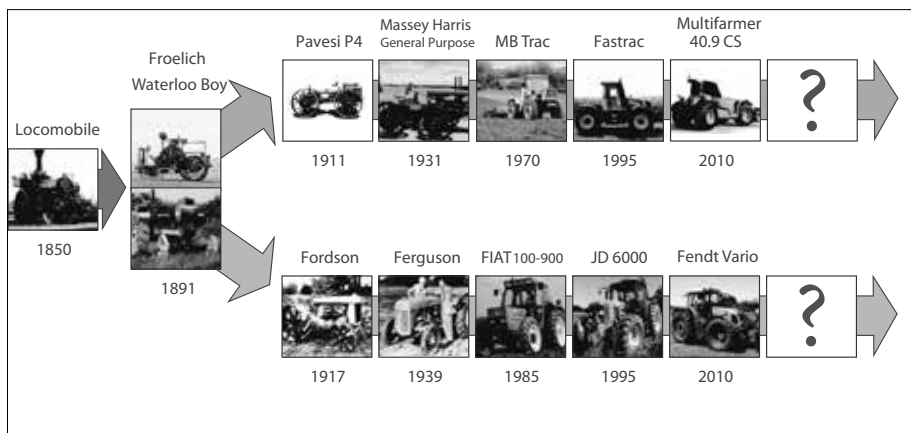 Locomobile
1850
Froelich
Waterloo Boy
1891
Pavesi P4
1911
Massey Harris
General Purpose
1931
MB Trac
1970
Fastrac
1995
Multifarmer
40.9 CS
2010
?
Fordson
1917
Ferguson
1939
FIAT 100-900
1985
JD 6000
1995
Fendt Vario
2010
?